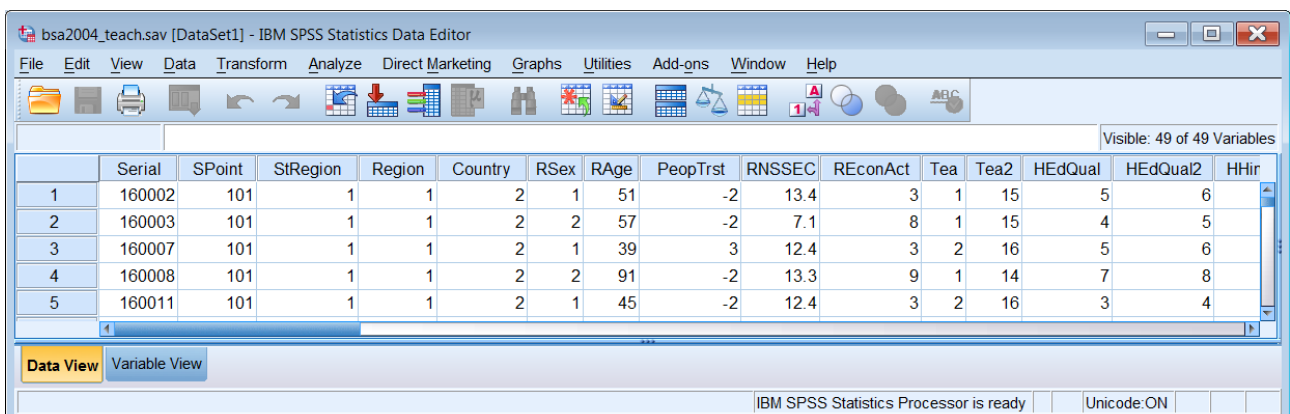 bsa2004_teach.sav [DataSet1] - IBM SPSS Statistics Data Editor
File Edit View Data Transform Analyze Direct Marketing Graphs Utilities Add-ons Window Help
Visible: 49 of 49 Variables
Serial SPoint StRegion Region Country RSex RAge PeopTrst RNSSEC REconAct Tea Tea2 HEdQual HEdQual2 HHin
1 160002 101 1 1 2 1 51 -2 13.4 3 1 15 5 6
2 160003 101 1 1 2 2 57 -2 7.1 8 1 15 4 5
3 160007 101 1 1 2 1 39 3 12.4 3 2 16 5 6
4 160008 101 1 1 2 2 91 -2 13.3 9 1 14 7 8
5 160011 101 1 1 2 1 45 -2 12.4 3 2 16 3 4
Data View Variable View
IBM SPSS Statistics Processor is ready Unicode:ON